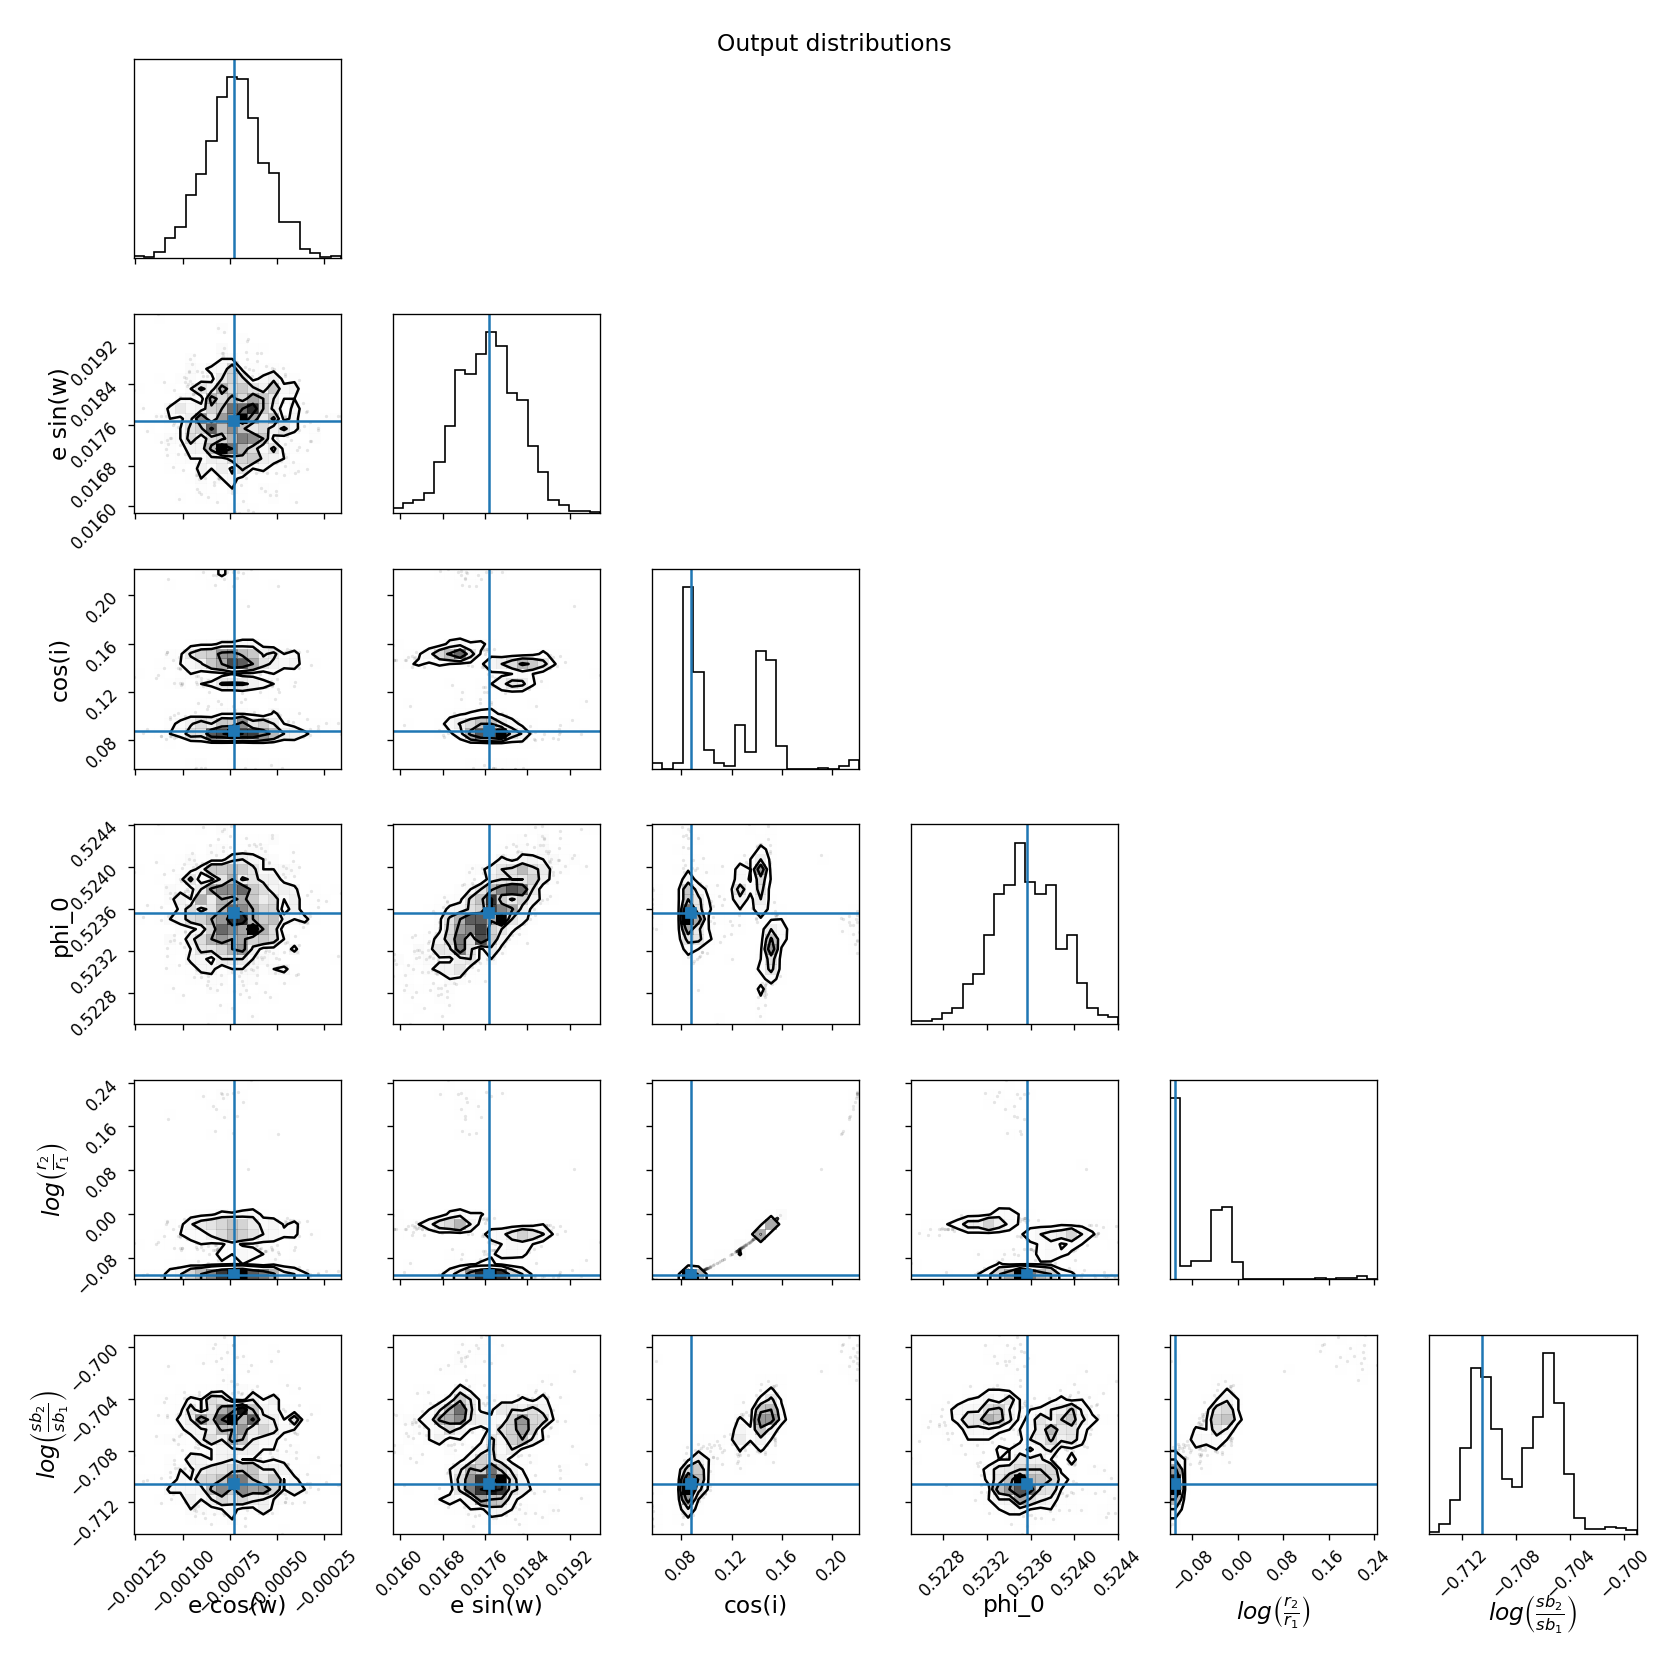 Output distributions
0.0192
0.0184
0.0176
0.0168
0.0160
e sin(w)
0.20
0.16
0.12
0.08
cos(i)
0.5244
0.5240
0.5236
0.5232
0.5228
phi_0
0.24
0.16
0.08
0.00
−0.08
log(r2/r1)
−0.700
−0.704
−0.708
−0.712
log(sb2/sb1)
−0.00125 −0.00100 −0.00075 −0.00050 −0.00025 0.0160 0.0168 0.0176 0.0184 0.0192 0.08 0.12 0.16 0.20 0.5228 0.5232 0.5236 0.5240 0.5244 −0.08 0.00 0.08 0.16 0.24 −0.712 −0.708 −0.704 −0.700
e cos(w) e sin(w) cos(i) phi_0 log(r2/r1) log(sb2/sb1)